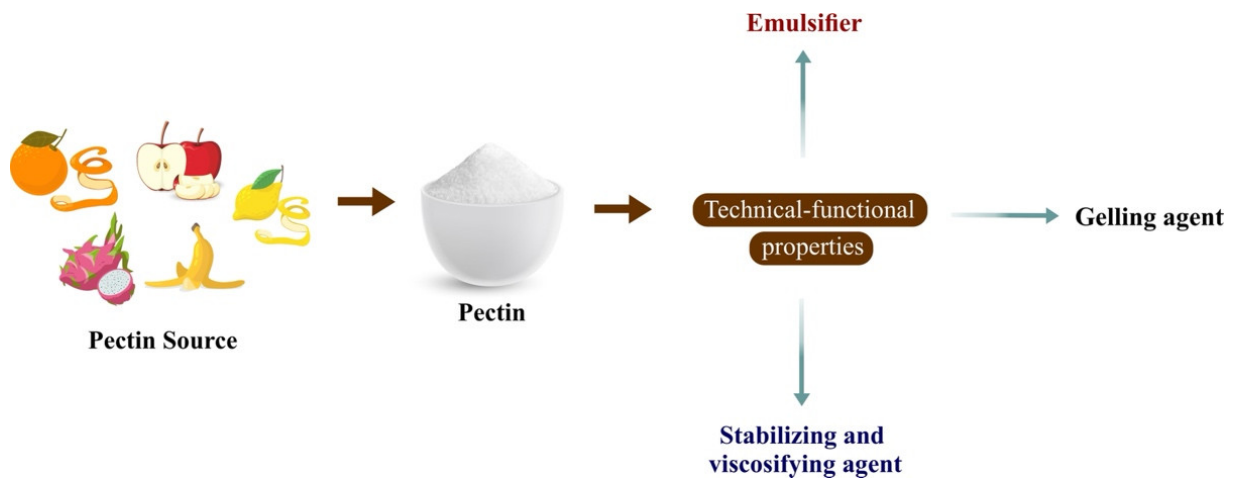 Emulsifier
Technical-functional
properties
Gelling agent
Pectin
Pectin Source
Stabilizing and
viscosifying agent